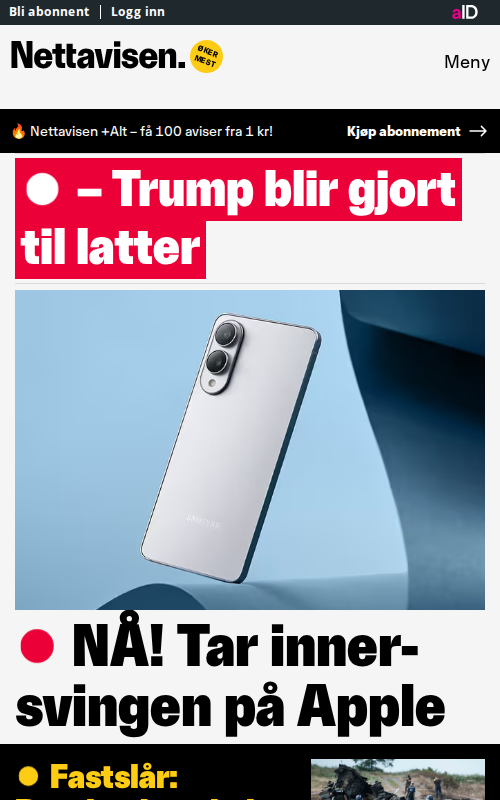 Bli abonnent | Logg inn
aID
Nettavisen.
ØKER
MEST
Meny
🔥 Nettavisen +Alt – få 100 aviser fra 1 kr!
Kjøp abonnement →
– Trump blir gjort
til latter
SAMSUNG
NÅ! Tar inner-
svingen på Apple
Fastslår: